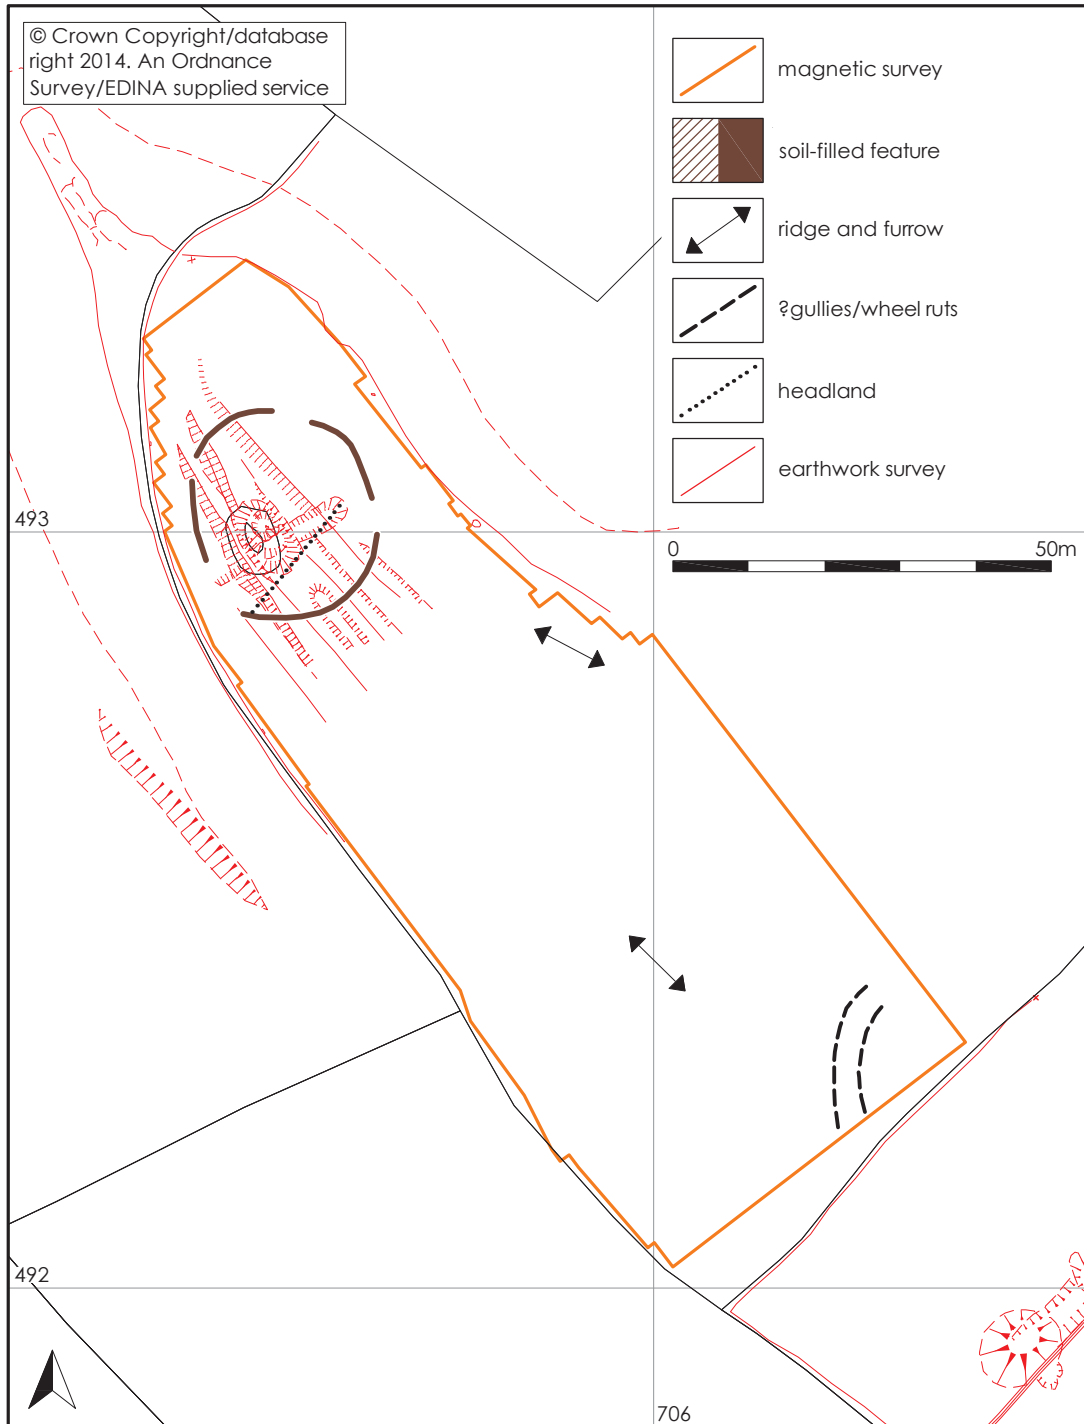 © Crown Copyright/database
right 2014. An Ordnance
Survey/EDINA supplied service
magnetic survey
soil-filled feature
ridge and furrow
?gullies/wheel ruts
headland
earthwork survey
493
0 50m
492
706